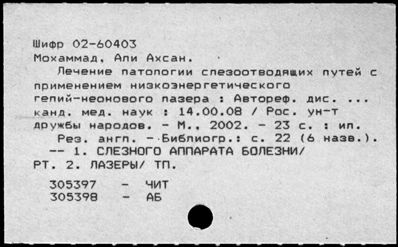 Шифр 02-60403
Мохаммад, Али Ахсан.
Лечение патологии слезоотводящих путей с
применением низкоэнергетического
гелий-неонового лазера : Автореф. дис. ...
канд. мед. наук : 14.00.08 / Рос. ун-т
дружбы народов. - М., 2002. - 23 с. : ил.
Рез. англ. - Библиогр.: с. 22 (6 назв.).
-- 1. СЛЕЗНОГО АППАРАТА БОЛЕЗНИ/
РТ. 2. ЛАЗЕРЫ/ ТП.
305397 - ЧИТ
305398 - АБ